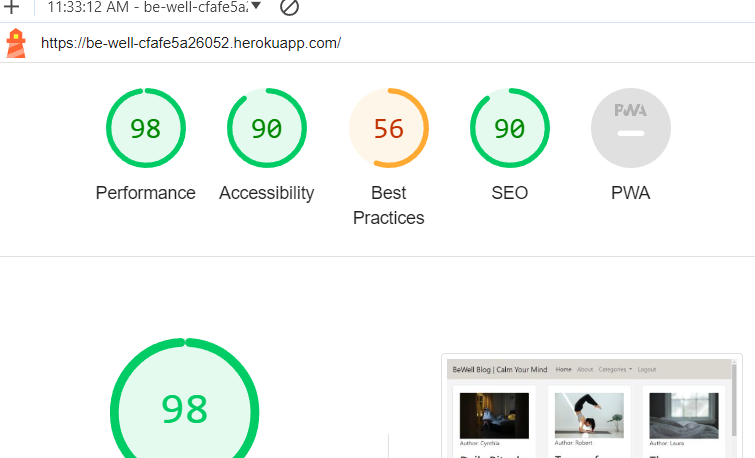 11:33:12 AM - be-well-cfafe5a2
https://be-well-cfafe5a26052.herokuapp.com/
98 90 56 90 PWA
Performance Accessibility Best Practices SEO PWA
98
BeWell Blog | Calm Your Mind Home About Categories Logout
Author: Cynthia Author: Robert Author: Laura